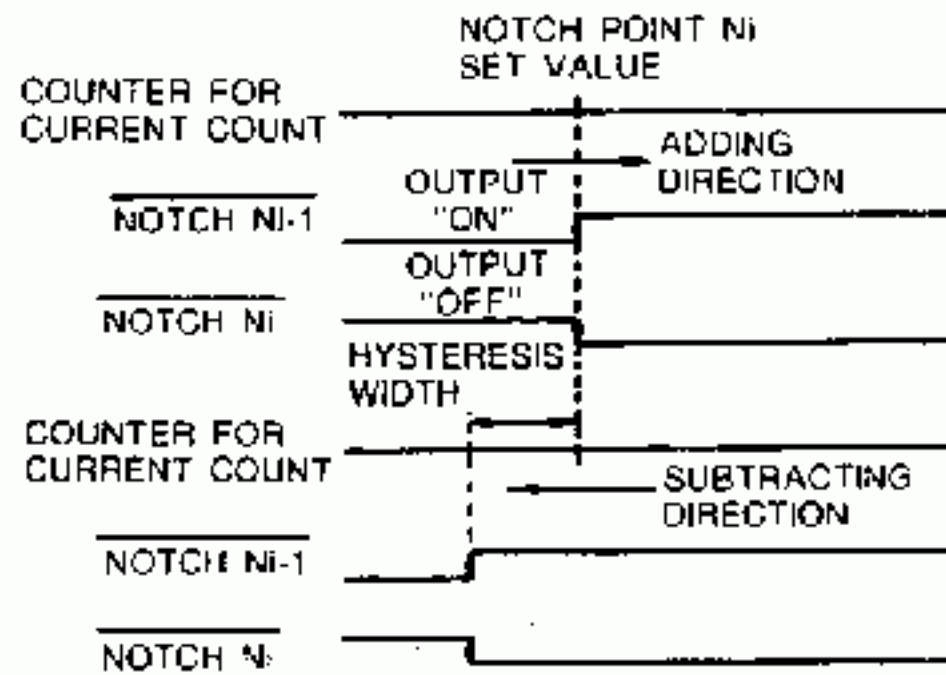 NOTCH POINT Ni
SET VALUE
COUNTER FOR
CURRENT COUNT
ADDING
DIRECTION
OUTPUT
"ON"
NOTCH Ni-1
OUTPUT
"OFF"
NOTCH Ni
HYSTERESIS
WIDTH
COUNTER FOR
CURRENT COUNT
SUBTRACTING
DIRECTION
NOTCH Ni-1
NOTCH